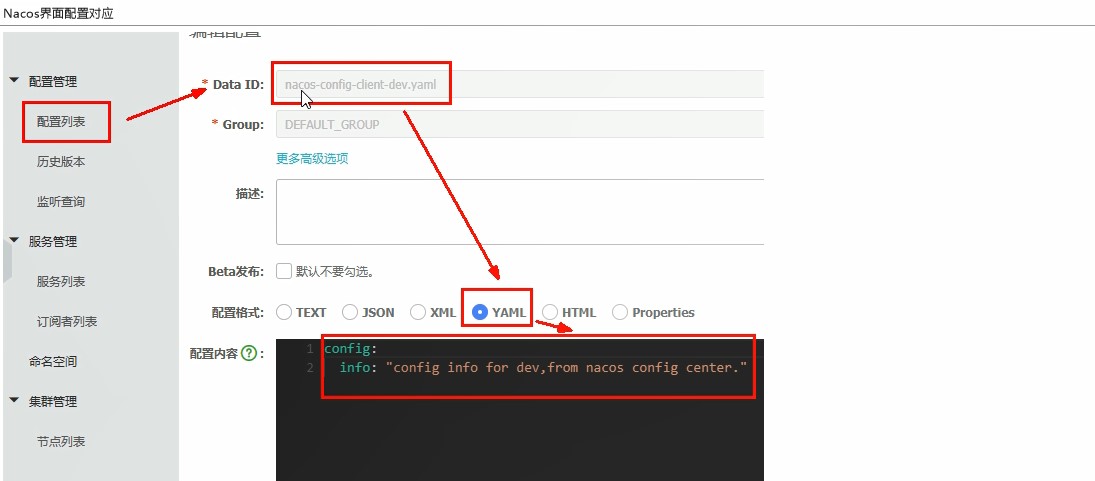 Nacos界面配置对应
编辑配置
配置管理
* Data ID: nacos-config-client-dev.yaml
配置列表
* Group: DEFAULT_GROUP
历史版本
更多高级选项
监听查询
描述:
服务管理
Beta发布: 默认不要勾选。
服务列表
配置格式: TEXT JSON XML YAML HTML Properties
订阅者列表
配置内容 ? :
1 config:
2 info: "config info for dev,from nacos config center."
命名空间
集群管理
节点列表